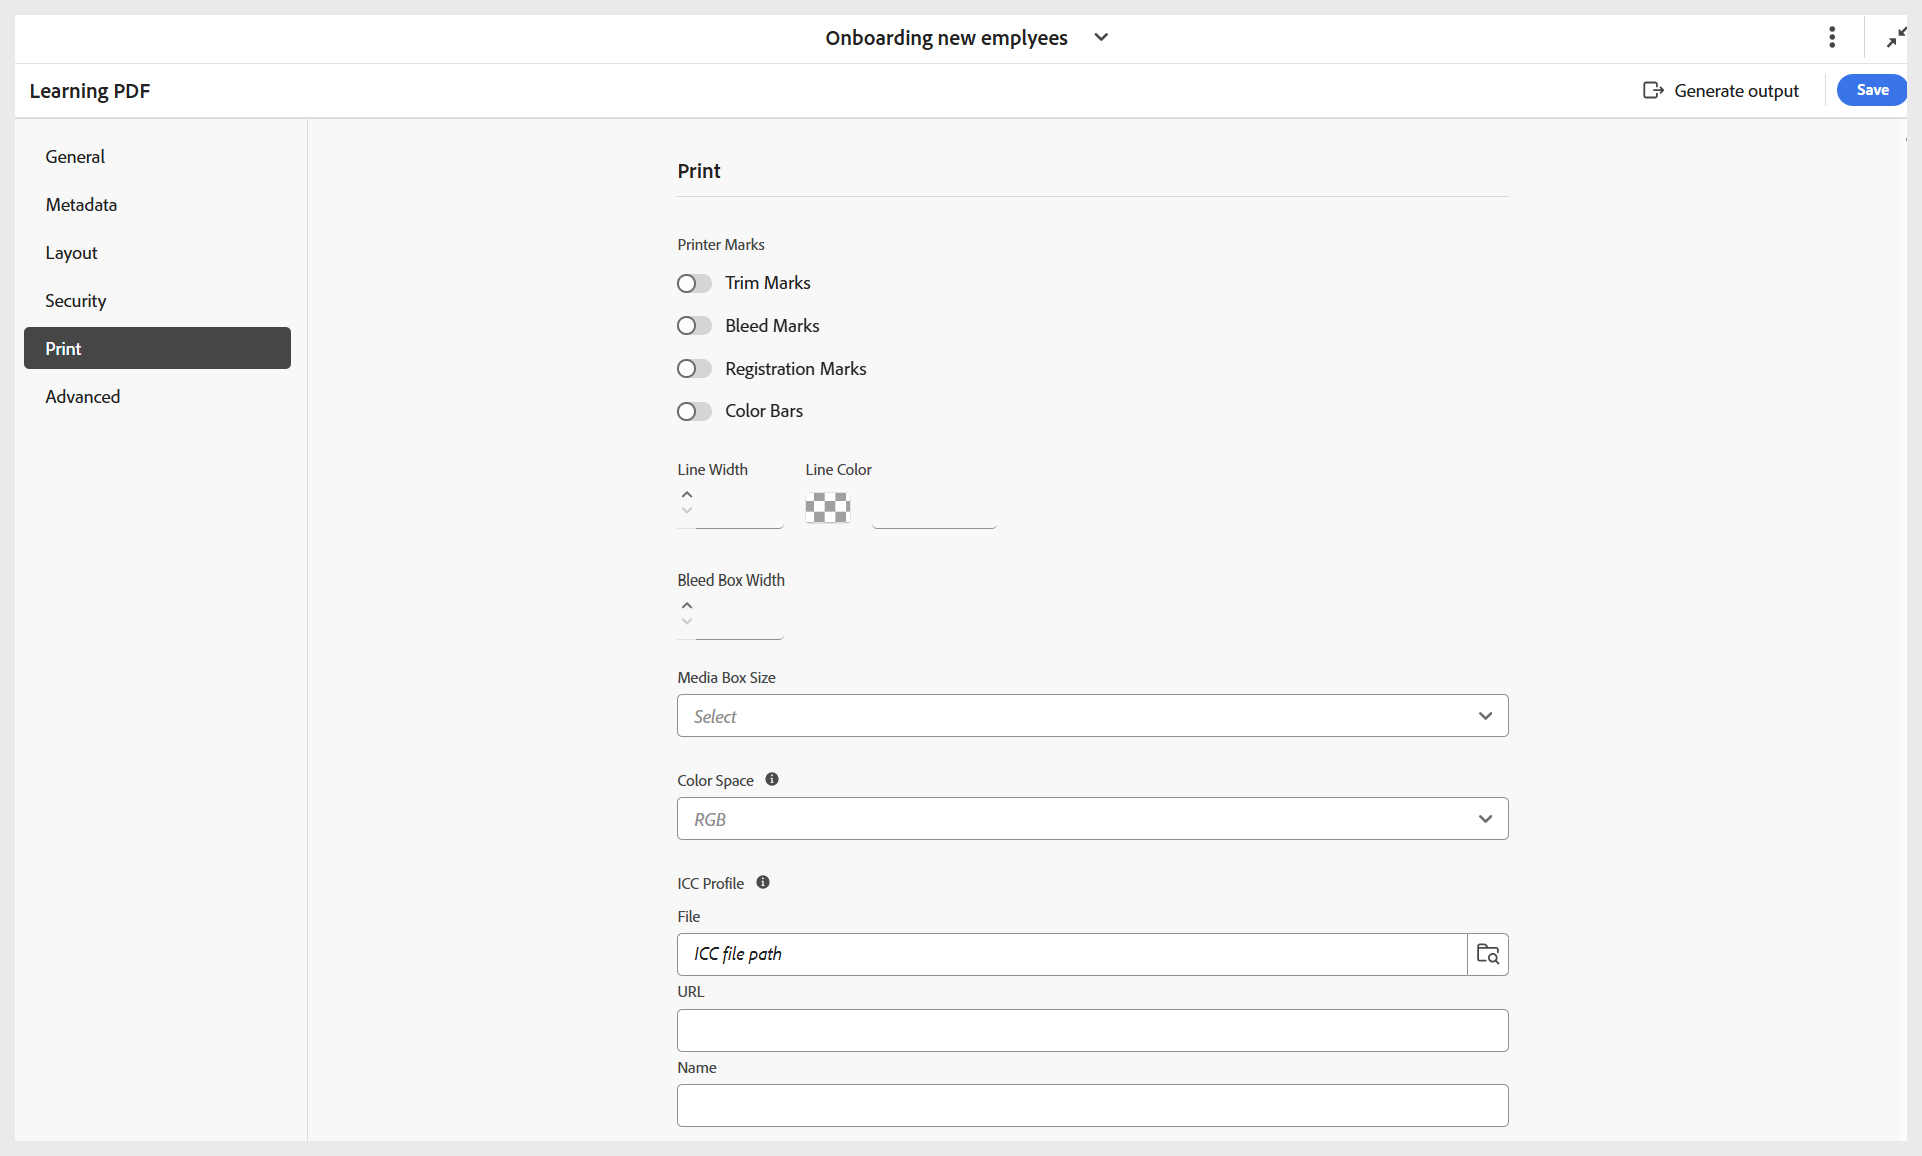 Onboarding new emplyees
Learning PDF
Generate output
Save
General
Metadata
Layout
Security
Print
Advanced
Print
Printer Marks
Trim Marks
Bleed Marks
Registration Marks
Color Bars
Line Width
Line Color
Bleed Box Width
Media Box Size
Select
Color Space
RGB
ICC Profile
File
ICC file path
URL
Name